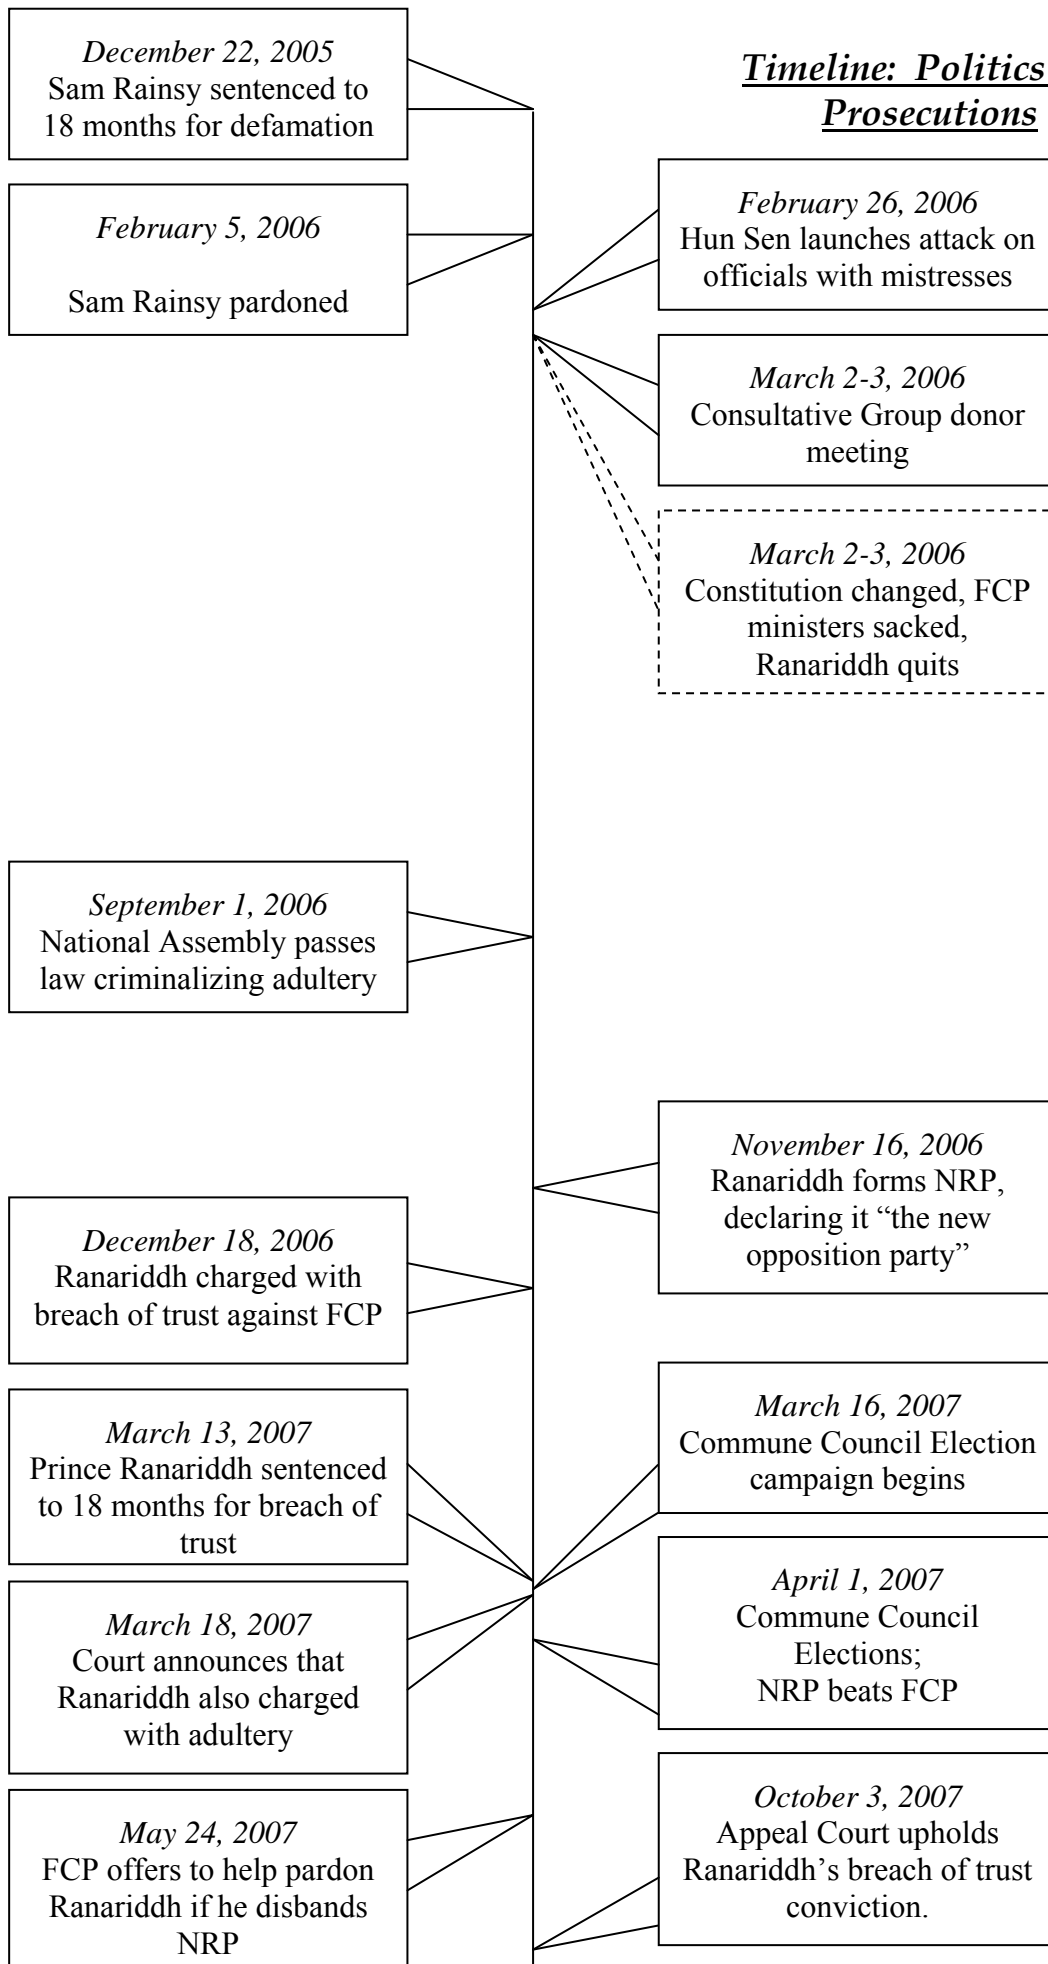 Timeline: Politics
Prosecutions
December 22, 2005
Sam Rainsy sentenced to
18 months for defamation
February 5, 2006
Sam Rainsy pardoned
February 26, 2006
Hun Sen launches attack on
officials with mistresses
March 2-3, 2006
Consultative Group donor
meeting
March 2-3, 2006
Constitution changed, FCP
ministers sacked,
Ranariddh quits
September 1, 2006
National Assembly passes
law criminalizing adultery
November 16, 2006
Ranariddh forms NRP,
declaring it “the new
opposition party”
December 18, 2006
Ranariddh charged with
breach of trust against FCP
March 13, 2007
Prince Ranariddh sentenced
to 18 months for breach of
trust
March 16, 2007
Commune Council Election
campaign begins
March 18, 2007
Court announces that
Ranariddh also charged
with adultery
April 1, 2007
Commune Council
Elections;
NRP beats FCP
May 24, 2007
FCP offers to help pardon
Ranariddh if he disbands
NRP
October 3, 2007
Appeal Court upholds
Ranariddh’s breach of trust
conviction.